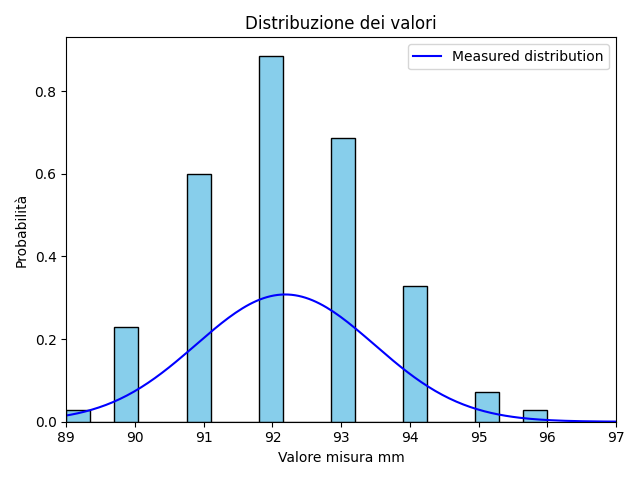 Distribuzione dei valori
Measured distribution
Probabilità
0.8
0.6
0.4
0.2
0.0
89 90 91 92 93 94 95 96 97
Valore misura mm